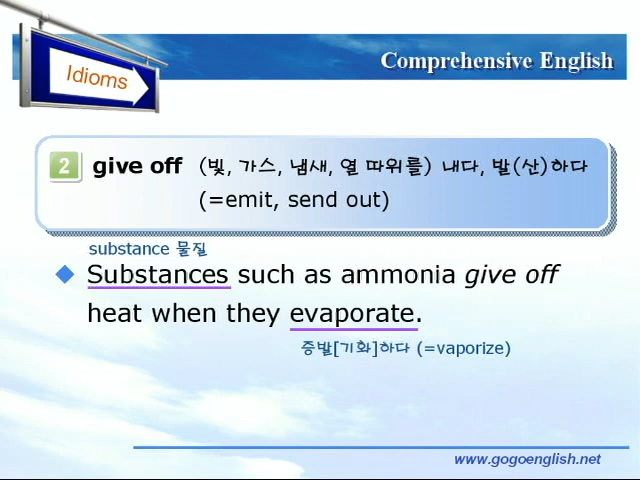 Idioms
Comprehensive English
2 give off (빛, 가스, 냄새, 열 따위를) 내다, 발(산)하다
(=emit, send out)
substance 물질
Substances such as ammonia give off
heat when they evaporate.
증발[기화]하다 (=vaporize)
www.gogoenglish.net